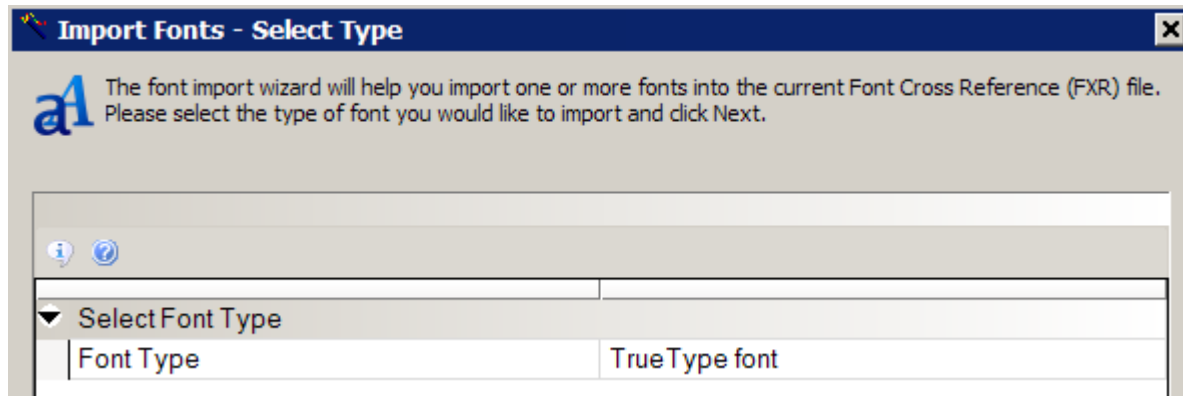 Import Fonts - Select Type
The font import wizard will help you import one or more fonts into the current Font Cross Reference (FXR) file.
Please select the type of font you would like to import and click Next.
Select Font Type
Font Type TrueType font